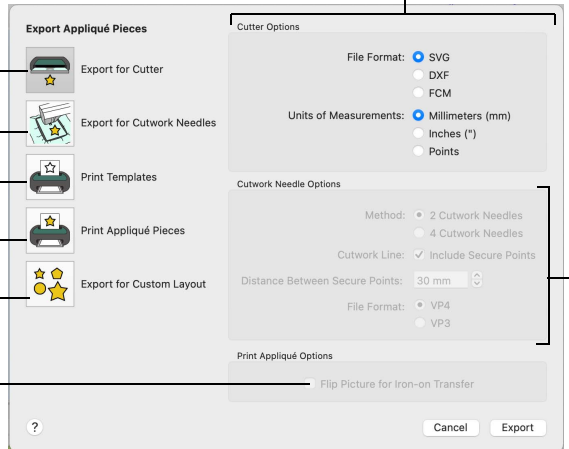 Export Appliqué Pieces
Export for Cutter
Export for Cutwork Needles
Print Templates
Print Appliqué Pieces
Export for Custom Layout
Cutter Options
File Format: SVG
DXF
FCM
Units of Measurements: Millimeters (mm)
Inches (")
Points
Cutwork Needle Options
Method: 2 Cutwork Needles
4 Cutwork Needles
Cutwork Line: Include Secure Points
Distance Between Secure Points: 30 mm
File Format: VP4
VP3
Print Appliqué Options
Flip Picture for Iron-on Transfer
? Cancel Export